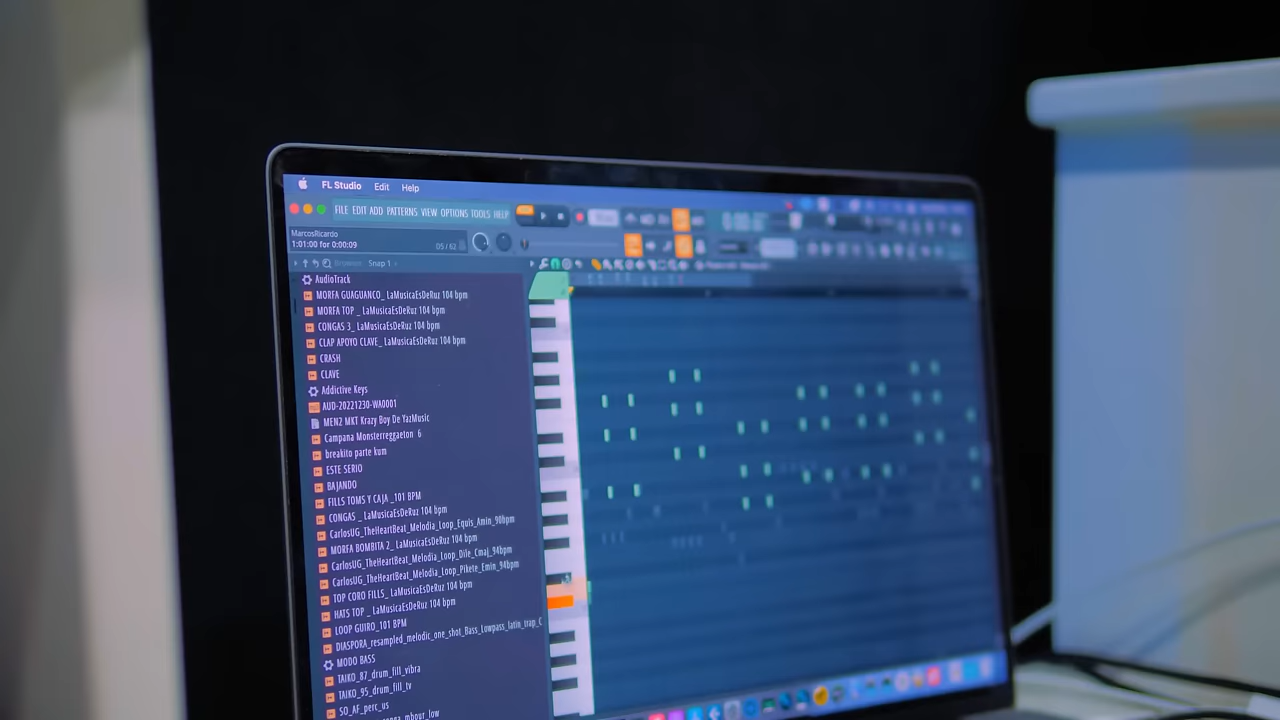 FL Studio Edit Help
FILE EDIT ADD PATTERNS VIEW OPTIONS TOOLS HELP
MarcosRicardo
1:01:00 for 0:00:09
05 / 62
Browser Snap 1
AudioTrack
MORFA GUAGUANCO_ LaMusicaEsDeRuz 104 bpm
MORFA TOP _ LaMusicaEsDeRuz 104 bpm
CONGAS 3_ LaMusicaEsDeRuz 104 bpm
CLAP APOYO CLAVE_ LaMusicaEsDeRuz 104 bpm
CRASH
CLAVE
Addictive Keys
AUD-20221230-WA0001
MEN2 MKT Krazy Boy De YazMusic
Campana Monsterreggaeton 6
breakito parte kum
ESTE SERIO
BAJANDO
FILLS TOMS Y CAJA _101 BPM
CONGAS _ LaMusicaEsDeRuz 104 bpm
CarlosUG_TheHeartBeat_Melodia_Loop_Equis_Amin_90bpm
MORFA BOMBITA 2_ LaMusicaEsDeRuz 104 bpm
CarlosUG_TheHeartBeat_Melodia_Loop_Dile_Cmaj_94bpm
CarlosUG_TheHeartBeat_Melodia_Loop_Pikete_Emin_94bpm
TOP CORO FILLS_ LaMusicaEsDeRuz 104 bpm
HATS TOP _ LaMusicaEsDeRuz 104 bpm
LOOP GUIRO_101 BPM
DIASPORA_resampled_melodic_one_shot_Bass_Lowpass_latin_trap_C
MODO BASS
TAIKO_87_drum_fill_vibra
TAIKO_95_drum_fill_tv
SO_AF_perc_us